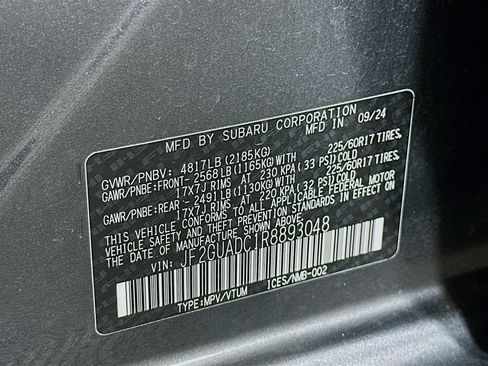 MFD BY SUBARU CORPORATION
MFD IN 09/24
GVWR/PNBV: 4817LB (2185KG)
GAWR/PNBE:FRONT- 2568LB(1165KG)WITH 225/60R17 TIRES,
17x7J RIMS AT 230 KPA (33 PSI)COLD
GAWR/PNBE:REAR - 2491LB(1130KG)WITH 225/60R17 TIRES,
17x7J RIMS AT 220 KPA (32 PSI)COLD
THIS VEHICLE CONFORMS TO ALL APPLICABLE FEDERAL MOTOR
VEHICLE SAFETY AND THEFT PREVENTION STANDARDS IN EFFECT
ON THE DATE OF MANUFACTURE SHOWN ABOVE.
VIN: JF2GUADC1R8893048
TYPE:MPV/VTUM ICES/NMB-002